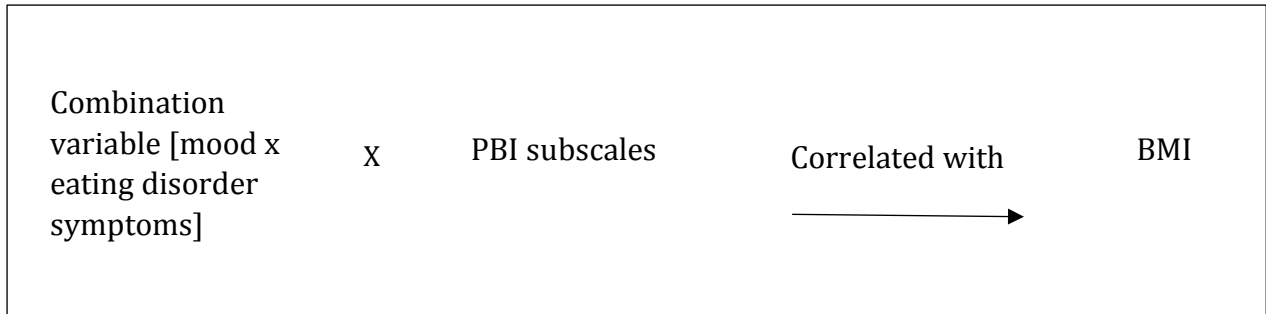 Combination
variable [mood x
eating disorder
symptoms]
X
PBI subscales
Correlated with
BMI